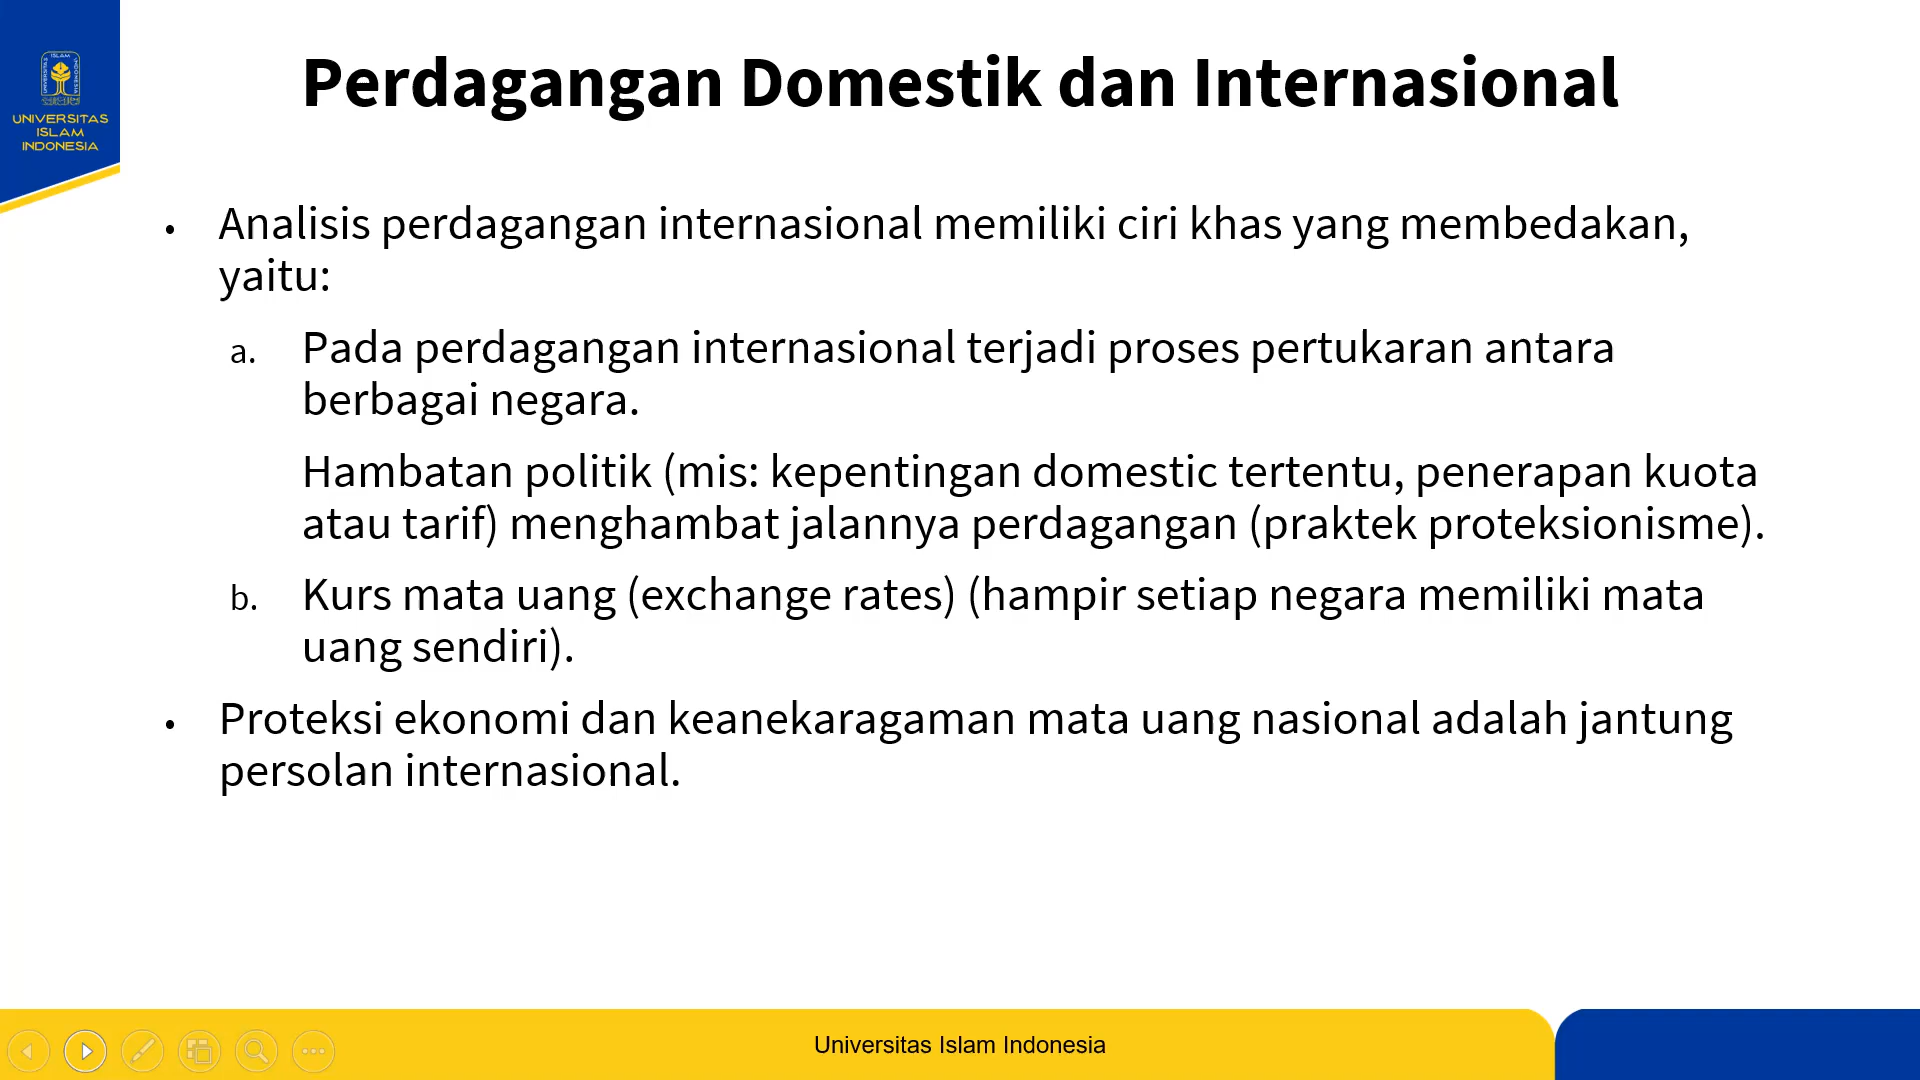 UNIVERSITAS
ISLAM
INDONESIA
Perdagangan Domestik dan Internasional
• Analisis perdagangan internasional memiliki ciri khas yang membedakan,
yaitu:
a. Pada perdagangan internasional terjadi proses pertukaran antara
berbagai negara.
Hambatan politik (mis: kepentingan domestic tertentu, penerapan kuota
atau tarif) menghambat jalannya perdagangan (praktek proteksionisme).
b. Kurs mata uang (exchange rates) (hampir setiap negara memiliki mata
uang sendiri).
• Proteksi ekonomi dan keanekaragaman mata uang nasional adalah jantung
persolan internasional.
Universitas Islam Indonesia